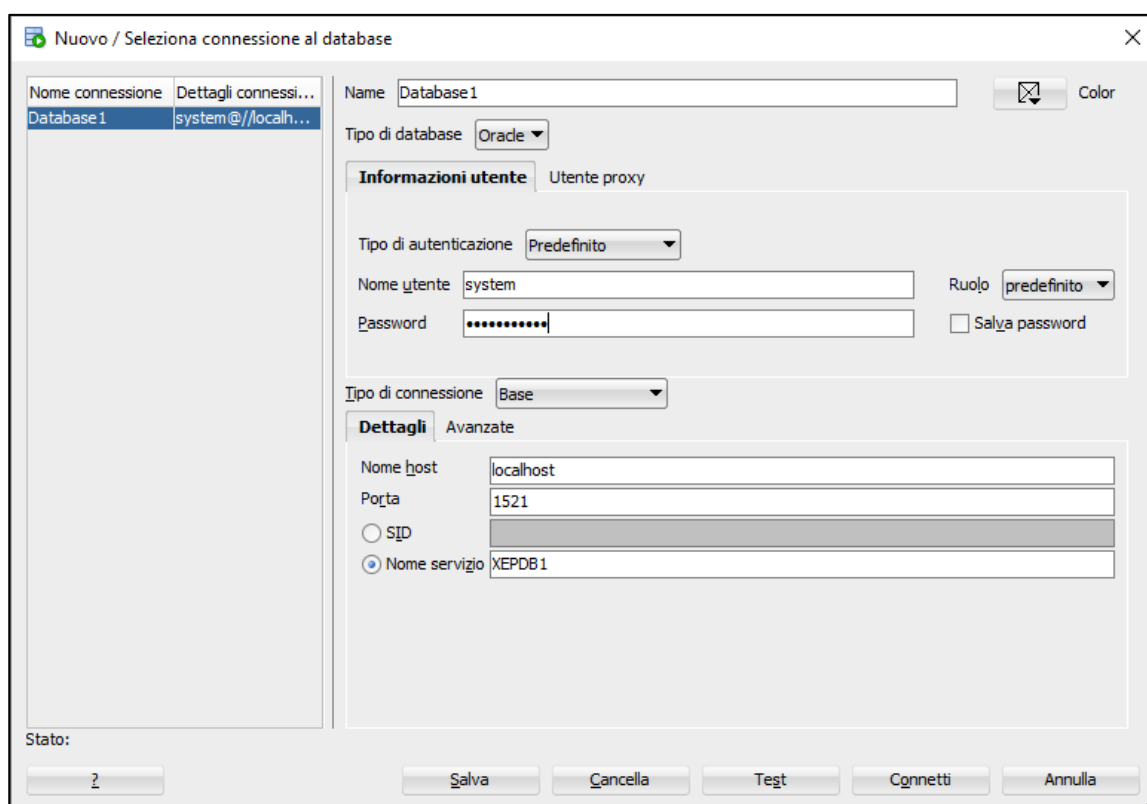 Nuovo / Seleziona connessione al database
Nome connessione Dettagli connessi...
Database1 system@//localh...
Name Database1 Color
Tipo di database Oracle
Informazioni utente Utente proxy
Tipo di autenticazione Predefinito
Nome utente system Ruolo predefinito
Password ••••••••••• Salva password
Tipo di connessione Base
Dettagli Avanzate
Nome host localhost
Porta 1521
SID
Nome servizio XEPDB1
Stato:
? Salva Cancella Test Connetti Annulla